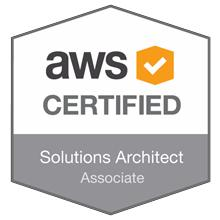 aws
CERTIFIED
Solutions Architect
Associate